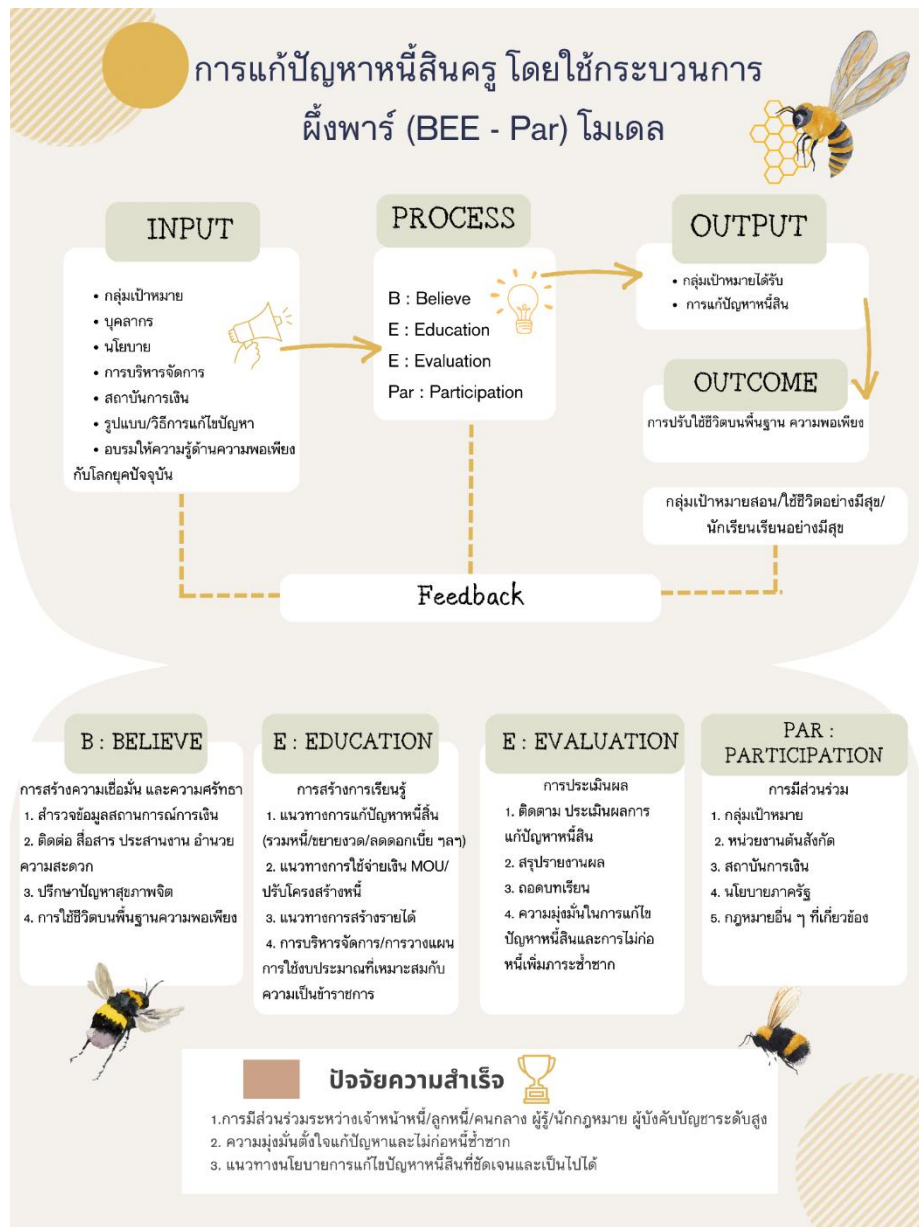 การแก้ปัญหาหนี้สินครู โดยใช้กระบวนการ
ผึ้งพาร์ (BEE - Par) โมเดล
INPUT
• กลุ่มเป้าหมาย
• บุคลากร
• นโยบาย
• การบริหารจัดการ
• สถาบันการเงิน
• รูปแบบ/วิธีการแก้ไขปัญหา
• อบรมให้ความรู้ด้านความพอเพียง
กับโลกยุคปัจจุบัน
PROCESS
B : Believe
E : Education
E : Evaluation
Par : Participation
OUTPUT
• กลุ่มเป้าหมายได้รับ
• การแก้ปัญหาหนี้สิน
OUTCOME
การปรับใช้ชีวิตบนพื้นฐาน ความพอเพียง
กลุ่มเป้าหมายสอน/ใช้ชีวิตอย่างมีสุข/
นักเรียนเรียนอย่างมีสุข
Feedback
B : BELIEVE
การสร้างความเชื่อมั่น และความศรัทธา
1. สำรวจข้อมูลสถานการณ์การเงิน
2. ติดต่อ สื่อสาร ประสานงาน อำนวย
ความสะดวก
3. ปรึกษาปัญหาสุขภาพจิต
4. การใช้ชีวิตบนพื้นฐานความพอเพียง
E : EDUCATION
การสร้างการเรียนรู้
1. แนวทางการแก้ปัญหาหนี้สิ้น
(รวมหนี้/ขยายงวด/ลดดอกเบี้ย ฯลฯ)
2. แนวทางการใช้จ่ายเงิน MOU/
ปรับโครงสร้างหนี้
3. แนวทางการสร้างรายได้
4. การบริหารจัดการ/การวางแผน
การใช้งบประมาณที่เหมาะสมกับ
ความเป็นข้าราชการ
E : EVALUATION
การประเมินผล
1. ติดตาม ประเมินผลการ
แก้ปัญหาหนี้สิน
2. สรุปรายงานผล
3. ถอดบทเรียน
4. ความมุ่งมั่นในการแก้ไข
ปัญหาหนี้สินและการไม่ก่อ
หนี้เพิ่มภาระซ้ำซาก
PAR :
PARTICIPATION
การมีส่วนร่วม
1. กลุ่มเป้าหมาย
2. หน่วยงานต้นสังกัด
3. สถาบันการเงิน
4. นโยบายภาครัฐ
5. กฎหมายอื่น ๆ ที่เกี่ยวข้อง
ปัจจัยความสำเร็จ
1.การมีส่วนร่วมระหว่างเจ้าหน้าหนี้/ลูกหนี้/คนกลาง ผู้รู้/นักกฎหมาย ผู้บังคับบัญชาระดับสูง
2. ความมุ่งมั่นตั้งใจแก้ปัญหาและไม่ก่อหนี้ซ้ำซาก
3. แนวทางนโยบายการแก้ไขปัญหาหนี้สินที่ชัดเจนและเป็นไปได้